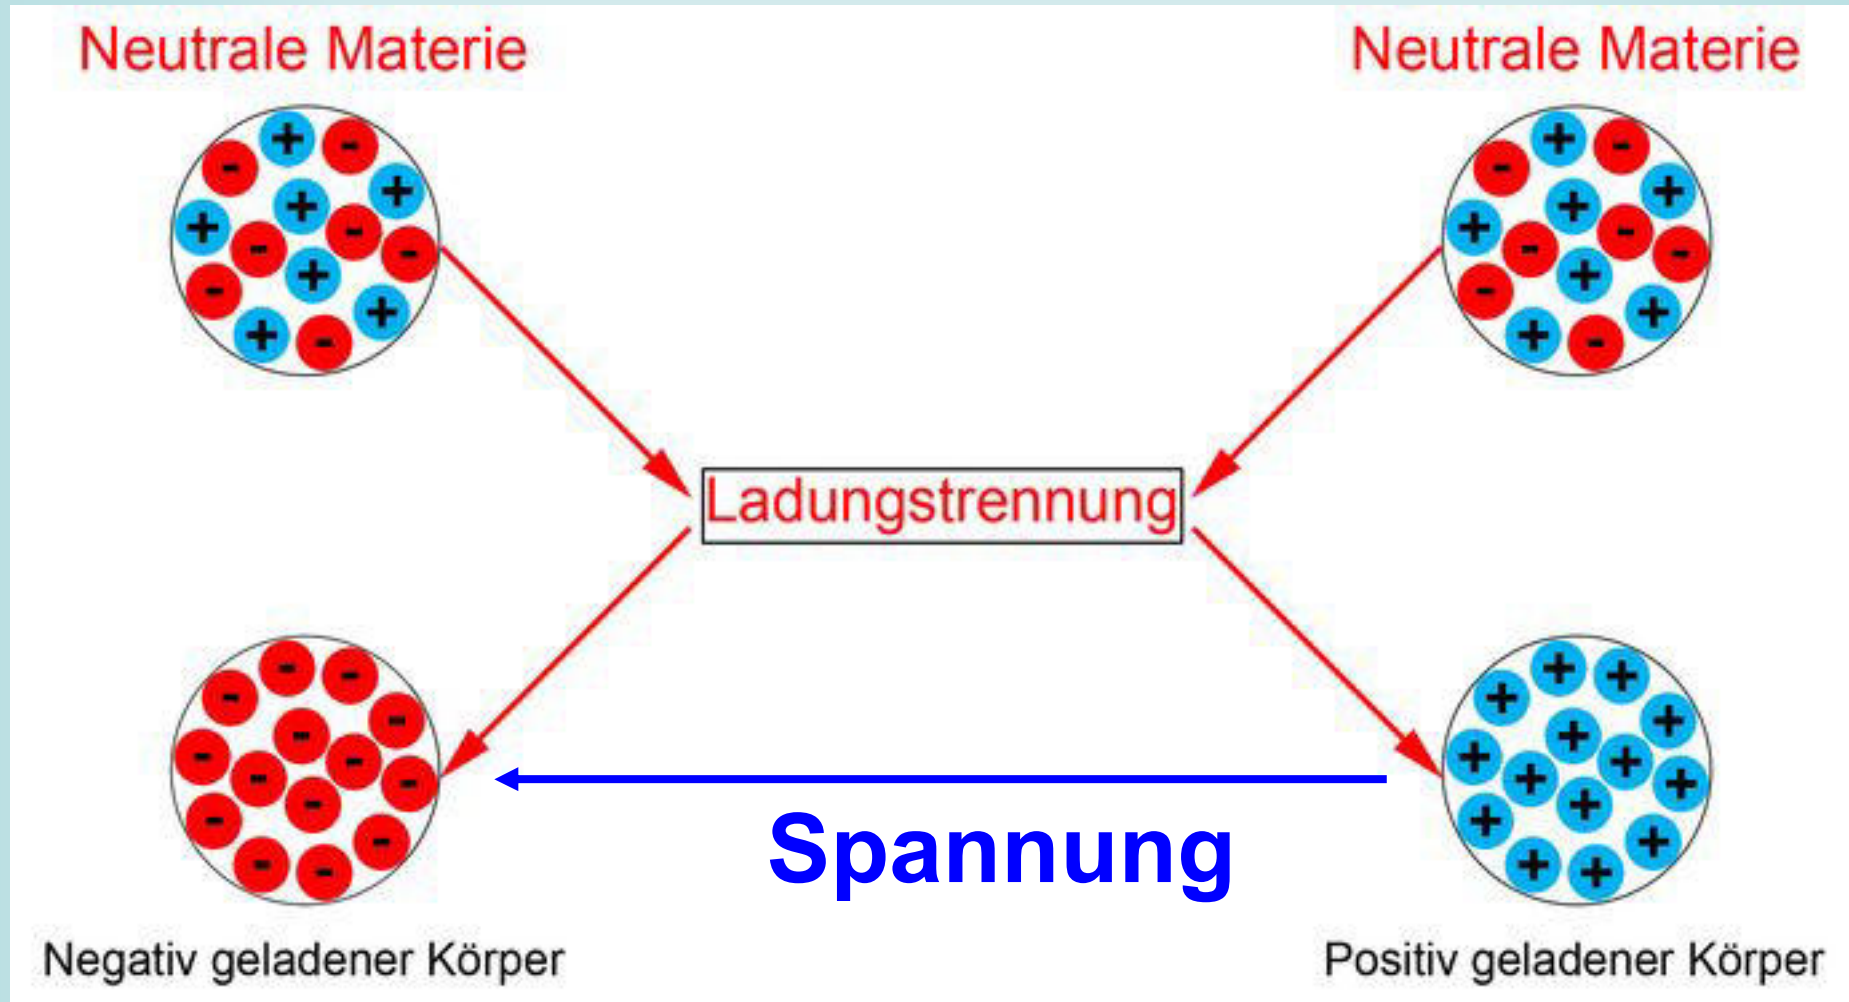 Neutrale Materie
Neutrale Materie
Ladungstrennung
Spannung
Negativ geladener Körper
Positiv geladener Körper